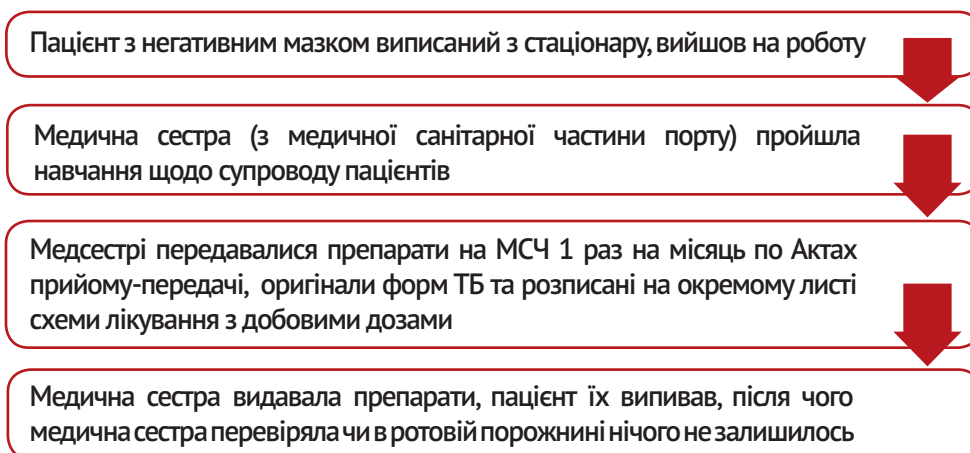 Пацієнт з негативним мазком виписаний з стаціонару, вийшов на роботу
Медична сестра (з медичної санітарної частини порту) пройшла
навчання щодо супроводу пацієнтів
Медсестрі передавалися препарати на МСЧ 1 раз на місяць по Актах
прийому-передачі, оригінали форм ТБ та розписані на окремому листі
схеми лікування з добовими дозами
Медична сестра видавала препарати, пацієнт їх випивав, після чого
медична сестра перевіряла чи в ротовій порожнині нічого не залишилось